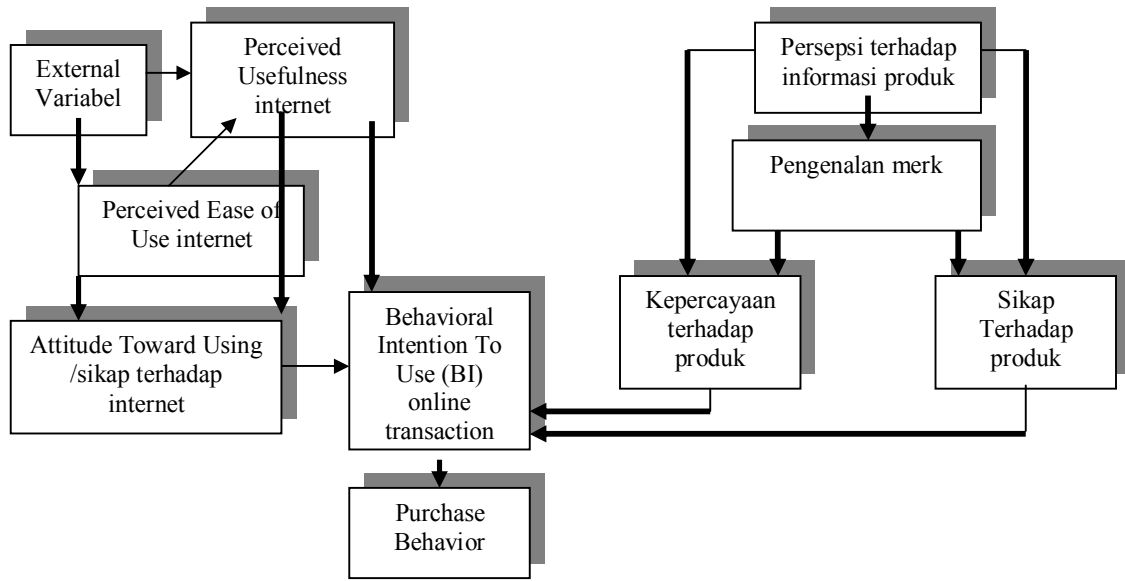 External
Variabel
Perceived
Usefulness
internet
Perceived Ease of
Use internet
Attitude Toward Using
/sikap terhadap
internet
Behavioral
Intention To
Use (BI)
online
transaction
Purchase
Behavior
Persepsi terhadap
informasi produk
Pengenalan merk
Kepercayaan
terhadap
produk
Sikap
Terhadap
produk